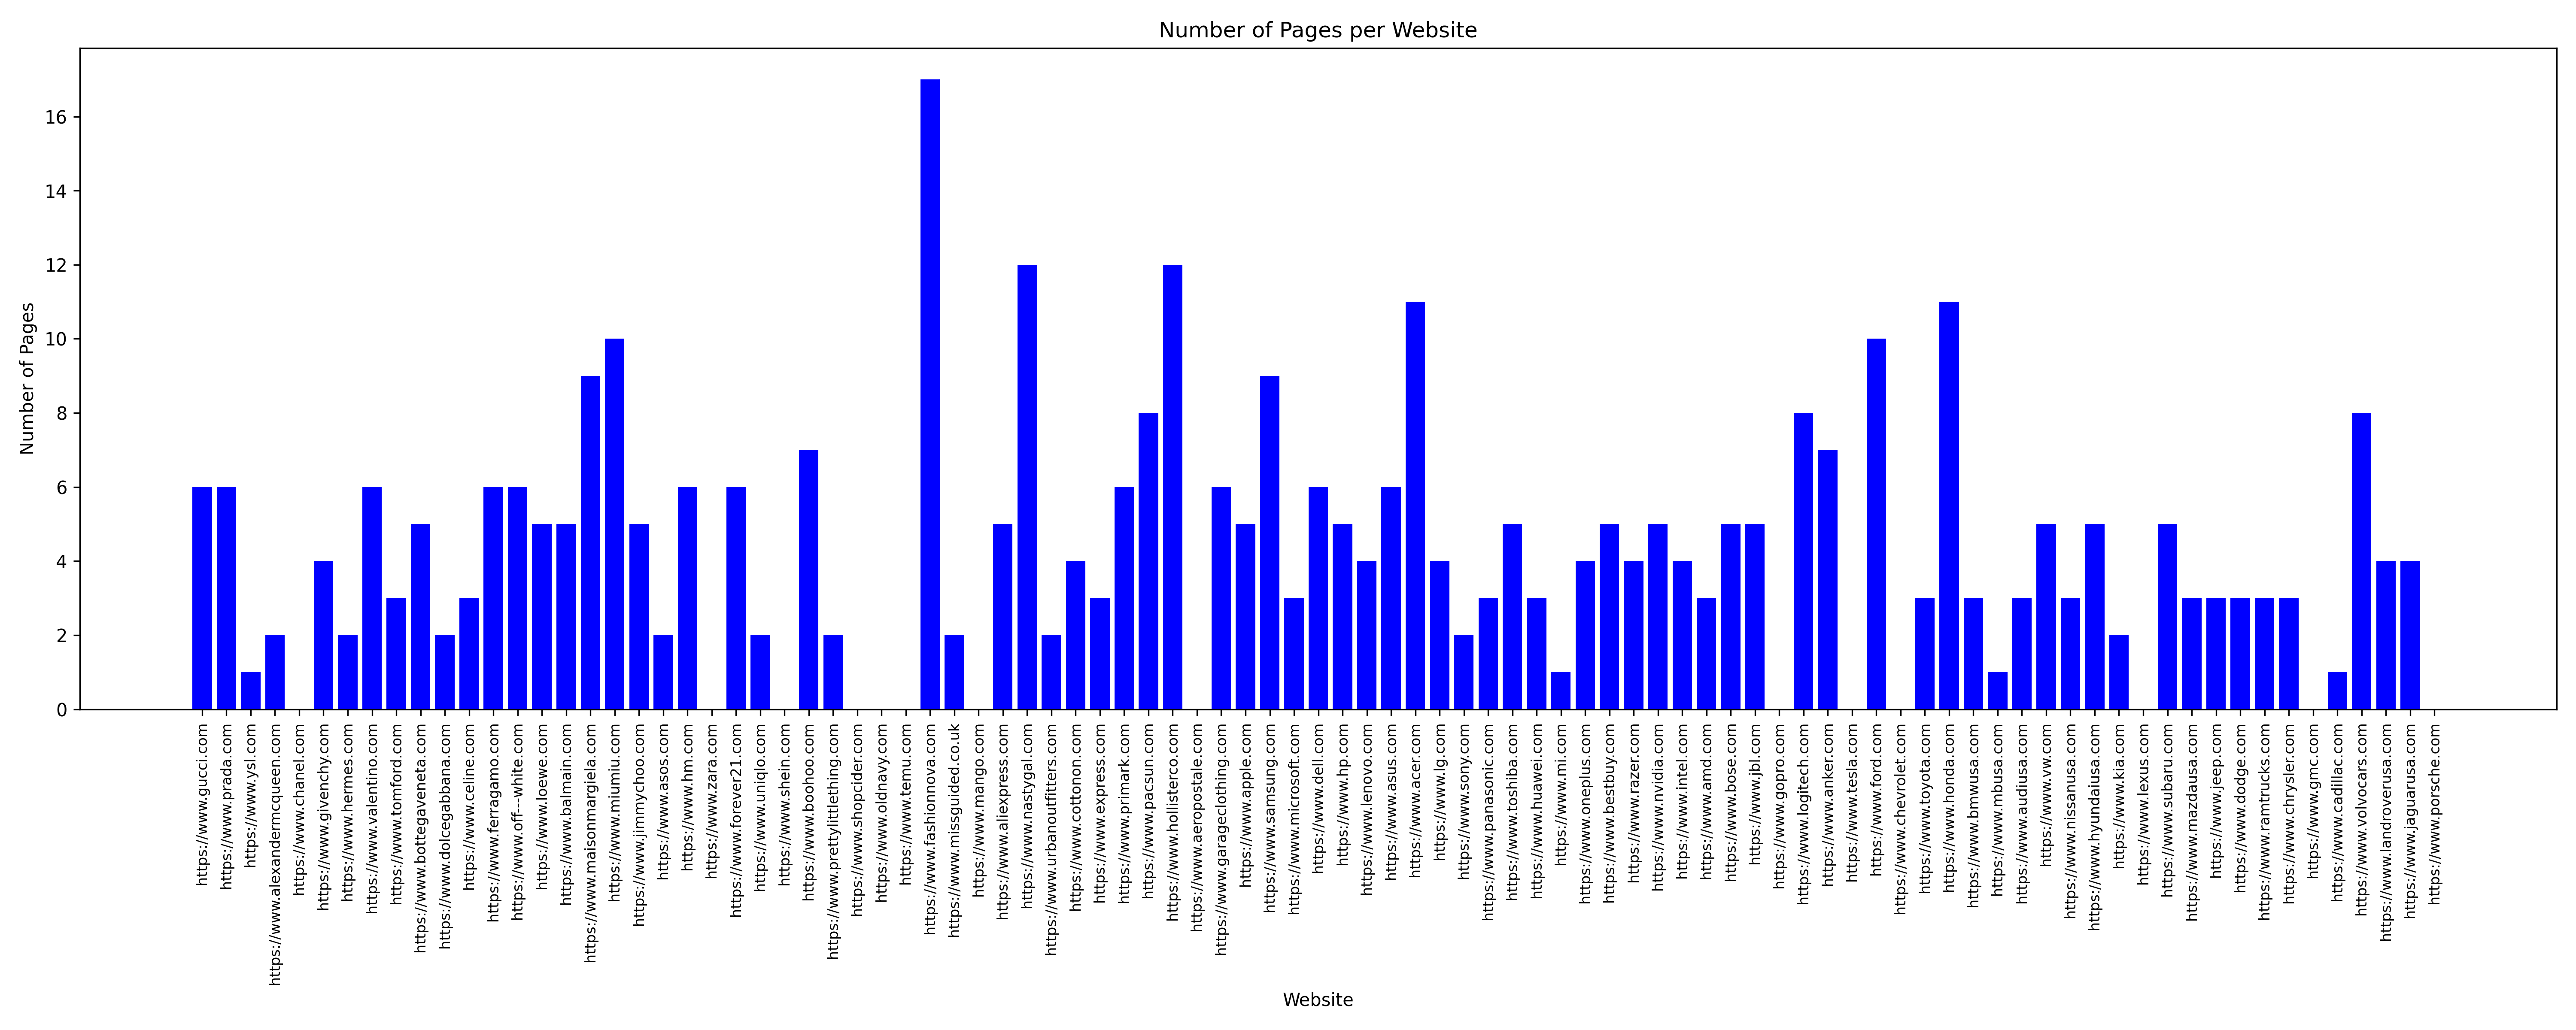 Number of Pages per Website
Number of Pages
16
14
12
10
8
6
4
2
0
https://www.gucci.com
https://www.prada.com
https://www.ysl.com
https://www.alexandermcqueen.com
https://www.chanel.com
https://www.givenchy.com
https://www.hermes.com
https://www.valentino.com
https://www.tomford.com
https://www.bottegaveneta.com
https://www.dolcegabbana.com
https://www.celine.com
https://www.ferragamo.com
https://www.off---white.com
https://www.loewe.com
https://www.balmain.com
https://www.maisonmargiela.com
https://www.miumiu.com
https://www.jimmychoo.com
https://www.asos.com
https://www.hm.com
https://www.zara.com
https://www.forever21.com
https://www.uniqlo.com
https://www.shein.com
https://www.boohoo.com
https://www.prettylittlething.com
https://www.shopcider.com
https://www.oldnavy.com
https://www.temu.com
https://www.fashionnova.com
https://www.missguided.co.uk
https://www.mango.com
https://www.aliexpress.com
https://www.nastygal.com
https://www.urbanoutfitters.com
https://www.cottonon.com
https://www.express.com
https://www.primark.com
https://www.pacsun.com
https://www.hollisterco.com
https://www.aeropostale.com
https://www.garageclothing.com
https://www.apple.com
https://www.samsung.com
https://www.microsoft.com
https://www.dell.com
https://www.hp.com
https://www.lenovo.com
https://www.asus.com
https://www.acer.com
https://www.lg.com
https://www.sony.com
https://www.panasonic.com
https://www.toshiba.com
https://www.huawei.com
https://www.mi.com
https://www.oneplus.com
https://www.bestbuy.com
https://www.razer.com
https://www.nvidia.com
https://www.intel.com
https://www.amd.com
https://www.bose.com
https://www.jbl.com
https://www.gopro.com
https://www.logitech.com
https://www.anker.com
https://www.tesla.com
https://www.ford.com
https://www.chevrolet.com
https://www.toyota.com
https://www.honda.com
https://www.bmwusa.com
https://www.mbusa.com
https://www.audiusa.com
https://www.vw.com
https://www.nissanusa.com
https://www.hyundaiusa.com
https://www.kia.com
https://www.lexus.com
https://www.subaru.com
https://www.mazdausa.com
https://www.jeep.com
https://www.dodge.com
https://www.ramtrucks.com
https://www.chrysler.com
https://www.gmc.com
https://www.cadillac.com
https://www.volvocars.com
https://www.landroverusa.com
https://www.jaguarusa.com
https://www.porsche.com
Website